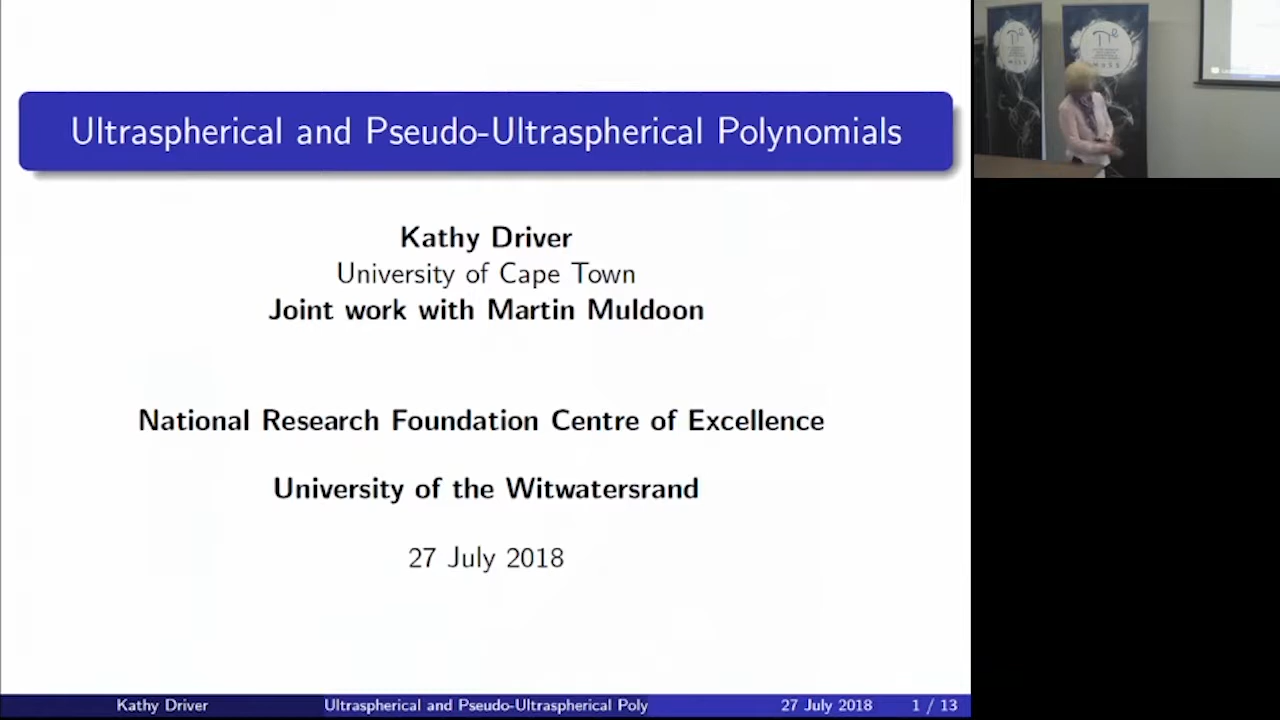 Ultraspherical and Pseudo-Ultraspherical Polynomials
Kathy Driver
University of Cape Town
Joint work with Martin Muldoon
National Research Foundation Centre of Excellence
University of the Witwatersrand
27 July 2018
Kathy Driver
Ultraspherical and Pseudo-Ultraspherical Poly
27 July 2018
1 / 13